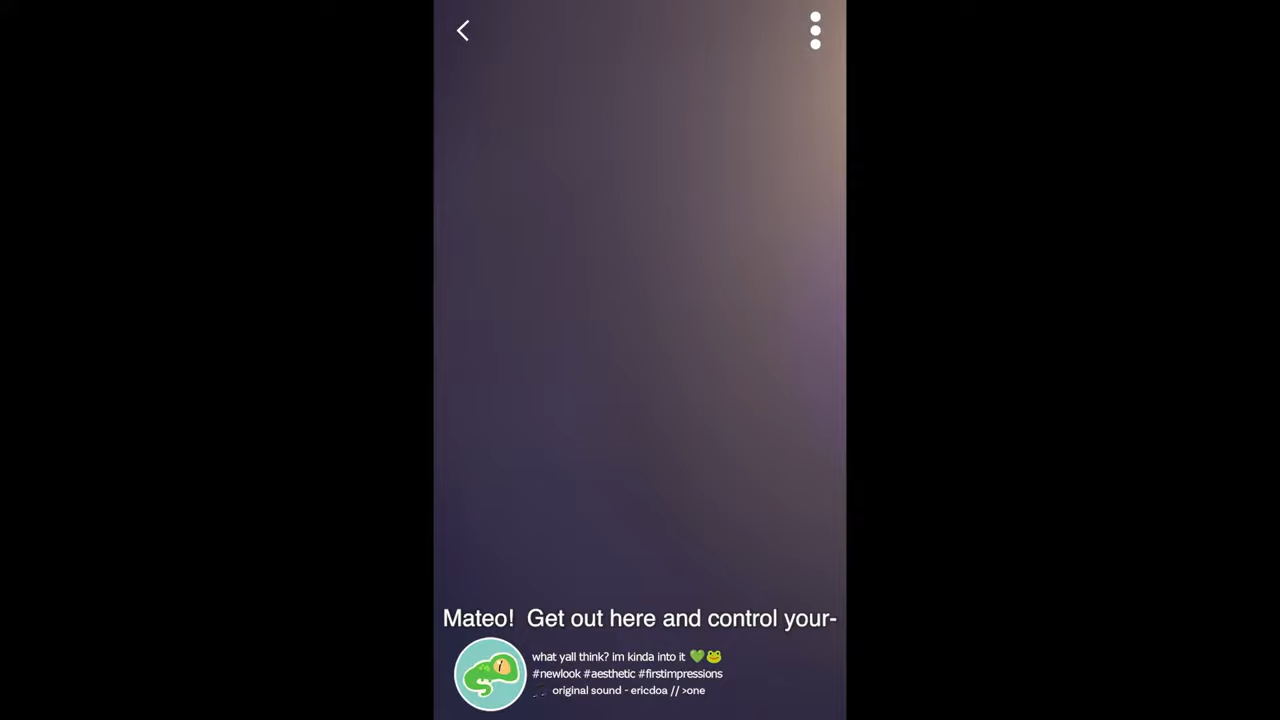 Mateo!  Get out here and control your-
what yall think? im kinda into it 💚🐸
#newlook #aesthetic #firstimpressions
🎵 original sound - ericdoa // >one